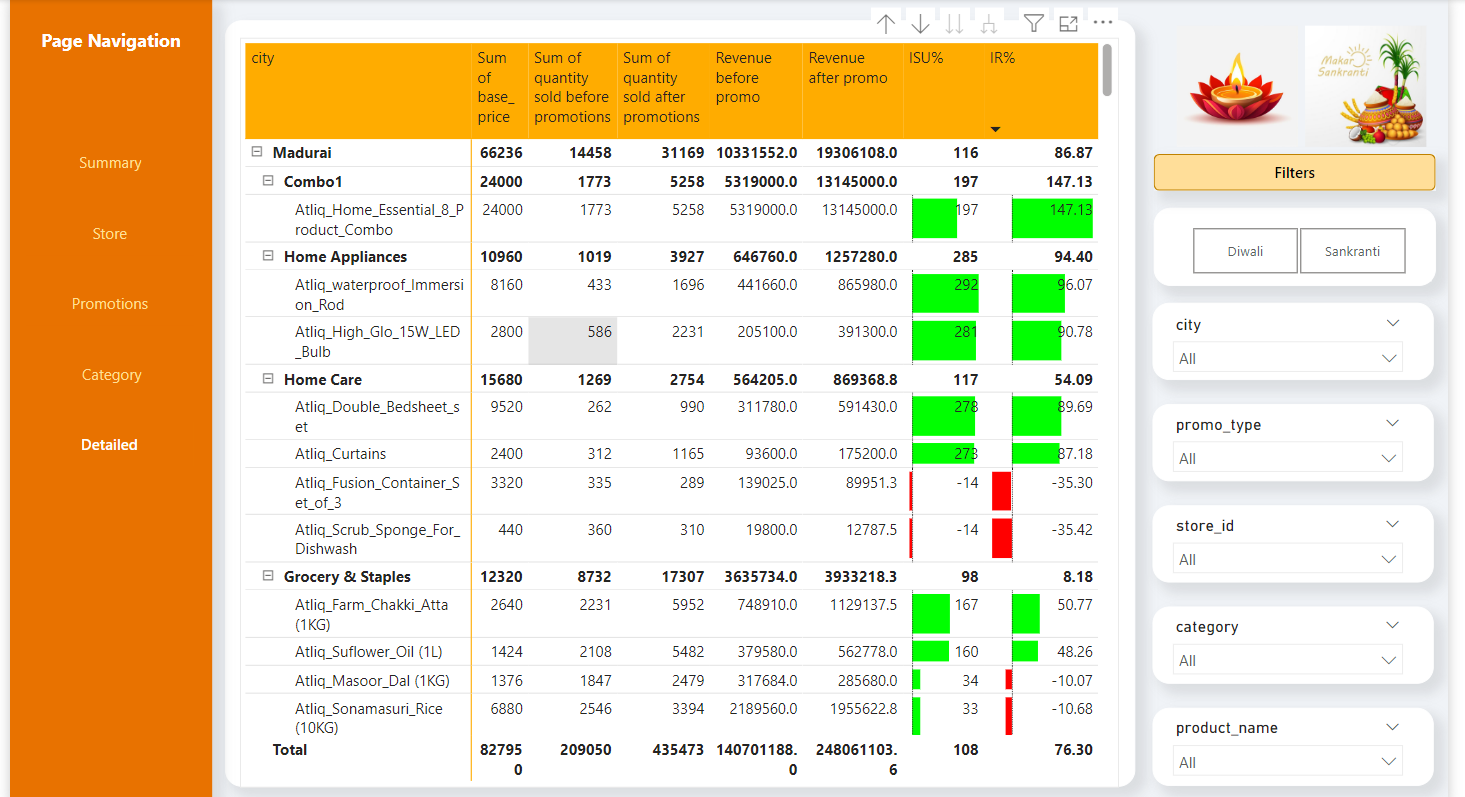 Page Navigation
Summary
Store
Promotions
Category
Detailed
city Sum of base_price Sum of quantity sold before promotions Sum of quantity sold after promotions Revenue before promo Revenue after promo ISU% IR%
Madurai 66236 14458 31169 10331552.0 19306108.0 116 86.87
Combo1 24000 1773 5258 5319000.0 13145000.0 197 147.13
Atliq_Home_Essential_8_Product_Combo 24000 1773 5258 5319000.0 13145000.0 197 147.13
Home Appliances 10960 1019 3927 646760.0 1257280.0 285 94.40
Atliq_waterproof_Immersion_Rod 8160 433 1696 441660.0 865980.0 292 96.07
Atliq_High_Glo_15W_LED_Bulb 2800 586 2231 205100.0 391300.0 281 90.78
Home Care 15680 1269 2754 564205.0 869368.8 117 54.09
Atliq_Double_Bedsheet_set 9520 262 990 311780.0 591430.0 278 89.69
Atliq_Curtains 2400 312 1165 93600.0 175200.0 273 87.18
Atliq_Fusion_Container_Set_of_3 3320 335 289 139025.0 89951.3 -14 -35.30
Atliq_Scrub_Sponge_For_Dishwash 440 360 310 19800.0 12787.5 -14 -35.42
Grocery & Staples 12320 8732 17307 3635734.0 3933218.3 98 8.18
Atliq_Farm_Chakki_Atta (1KG) 2640 2231 5952 748910.0 1129137.5 167 50.77
Atliq_Suflower_Oil (1L) 1424 2108 5482 379580.0 562778.0 160 48.26
Atliq_Masoor_Dal (1KG) 1376 1847 2479 317684.0 285680.0 34 -10.07
Atliq_Sonamasuri_Rice (10KG) 6880 2546 3394 2189560.0 1955622.8 33 -10.68
Total 827950 209050 435473 140701188.0 248061103.6 108 76.30
Makar
Sankranti
Filters
Diwali Sankranti
city
All
promo_type
All
store_id
All
category
All
product_name
All